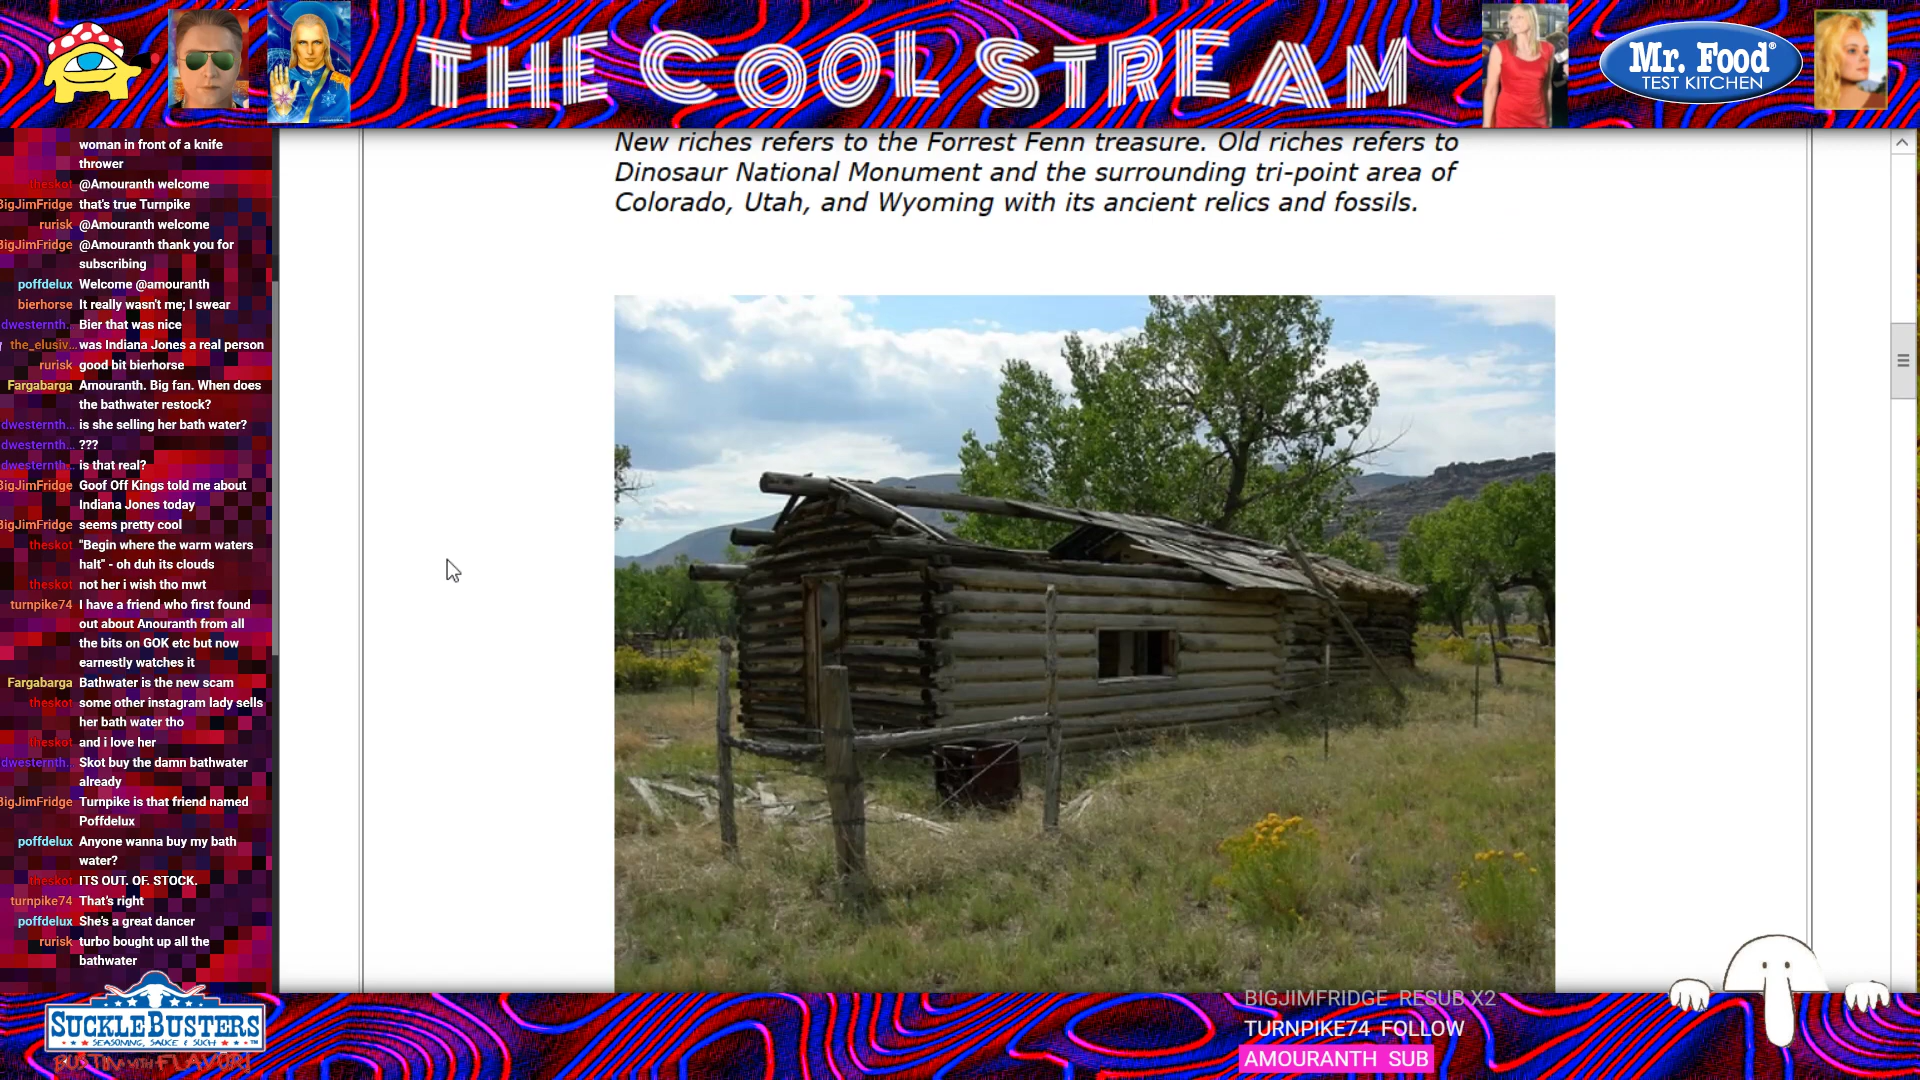 THE COOL STREAM
Mr. Food®
TEST KITCHEN
woman in front of a knife
thrower
theskot @Amouranth welcome
BigJimFridge that's true Turnpike
rurisk @Amouranth welcome
BigJimFridge @Amouranth thank you for
subscribing
poffdelux Welcome @amouranth
bierhorse It really wasn't me; I swear
dwesternth... Bier that was nice
the_elusiv... was Indiana Jones a real person
rurisk good bit bierhorse
Fargabarga Amouranth. Big fan. When does
the bathwater restock?
dwesternth... is she selling her bath water?
dwesternth... ???
dwesternth... is that real?
BigJimFridge Goof Off Kings told me about
Indiana Jones today
BigJimFridge seems pretty cool
theskot "Begin where the warm waters
halt" - oh duh its clouds
theskot not her i wish tho mwt
turnpike74 I have a friend who first found
out about Anouranth from all
the bits on GOK etc but now
earnestly watches it
Fargabarga Bathwater is the new scam
theskot some other instagram lady sells
her bath water tho
theskot and i love her
dwesternth... Skot buy the damn bathwater
already
BigJimFridge Turnpike is that friend named
Poffdelux
poffdelux Anyone wanna buy my bath
water?
theskot ITS OUT. OF. STOCK.
turnpike74 That's right
poffdelux She's a great dancer
rurisk turbo bought up all the
bathwater
New riches refers to the Forrest Fenn treasure. Old riches refers to
Dinosaur National Monument and the surrounding tri-point area of
Colorado, Utah, and Wyoming with its ancient relics and fossils.
SUCKLEBUSTERS
SEASONING, SAUCE & SUCH
BUSTIN WITH FLAVOR!
BIGJIMFRIDGE RESUB X2
TURNPIKE74 FOLLOW
AMOURANTH SUB